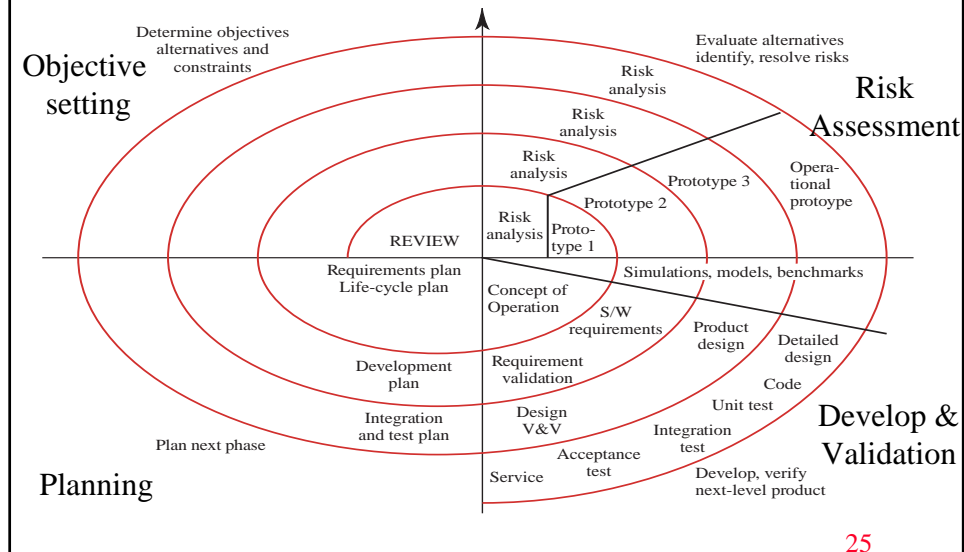 Determine objectives
alternatives and
constraints
Evaluate alternatives
identify, resolve risks
Objective
setting
Risk
Assessment
Risk
analysis
Risk
analysis
Risk
analysis
Risk
analysis
Proto-
type 1
Prototype 2
Prototype 3
Opera-
tional
protoype
REVIEW
Requirements plan
Life-cycle plan
Simulations, models, benchmarks
Concept of
Operation
S/W
requirements
Product
design
Detailed
design
Development
plan
Requirement
validation
Code
Unit test
Integration
and test plan
Design
V&V
Integration
test
Acceptance
test
Service
Plan next phase
Planning
Develop &
Validation
Develop, verify
next-level product
25